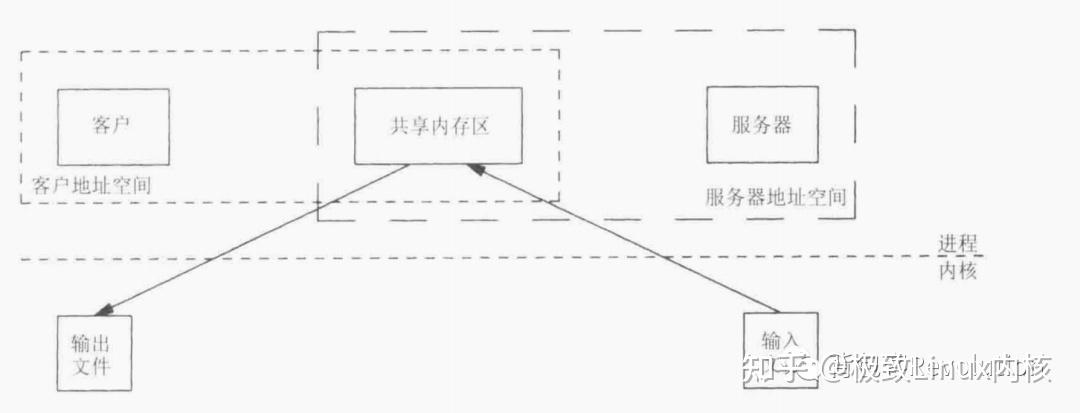 客户
共享内存区
服务器
客户地址空间
服务器地址空间
进程
内核
输出
文件
输入
知乎 @极致Linux内核